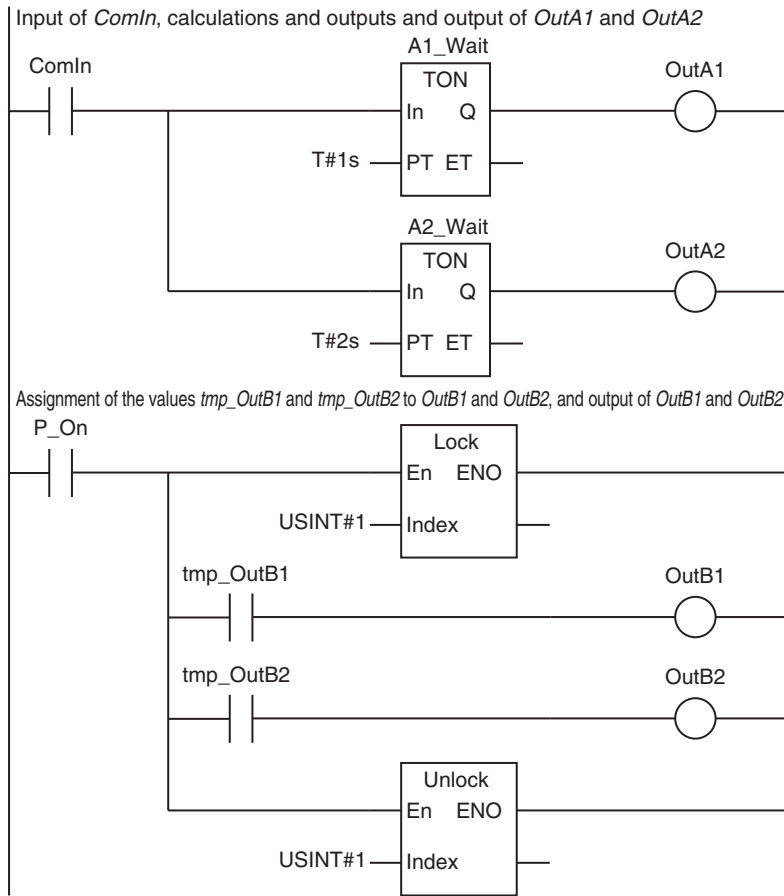 Input of ComIn, calculations and outputs and output of OutA1 and OutA2
A1_Wait
ComIn
TON
OutA1
In Q
T#1s
PT ET
A2_Wait
TON
OutA2
In Q
T#2s
PT ET
Assignment of the values tmp_OutB1 and tmp_OutB2 to OutB1 and OutB2, and output of OutB1 and OutB2
P_On
Lock
En ENO
USINT#1
Index
tmp_OutB1
OutB1
tmp_OutB2
OutB2
Unlock
En ENO
USINT#1
Index